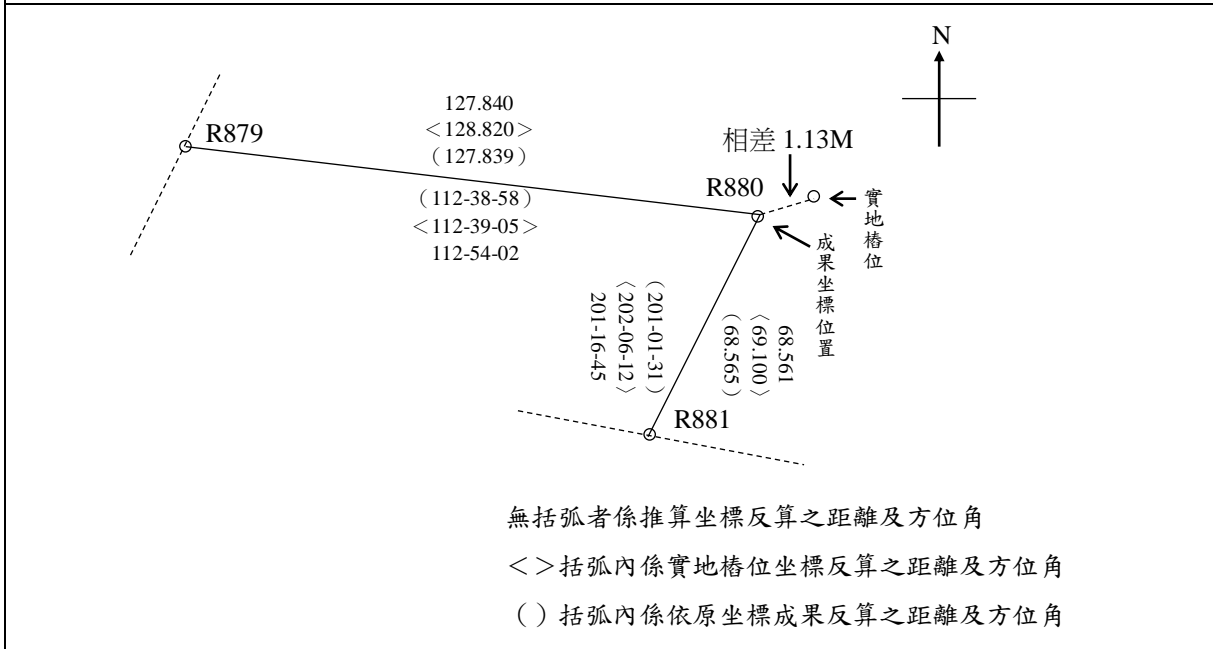 N
127.840
<128.820>
(127.839)
R879
相差 1.13M
R880
實地樁位
(112-38-58)
<112-39-05>
112-54-02
成果坐標位置
(201-01-31)
〈202-06-12〉
201-16-45
68.561
〈69.100〉
(68.565)
R881
無括弧者係推算坐標反算之距離及方位角
<>括弧內係實地樁位坐標反算之距離及方位角
()括弧內係依原坐標成果反算之距離及方位角